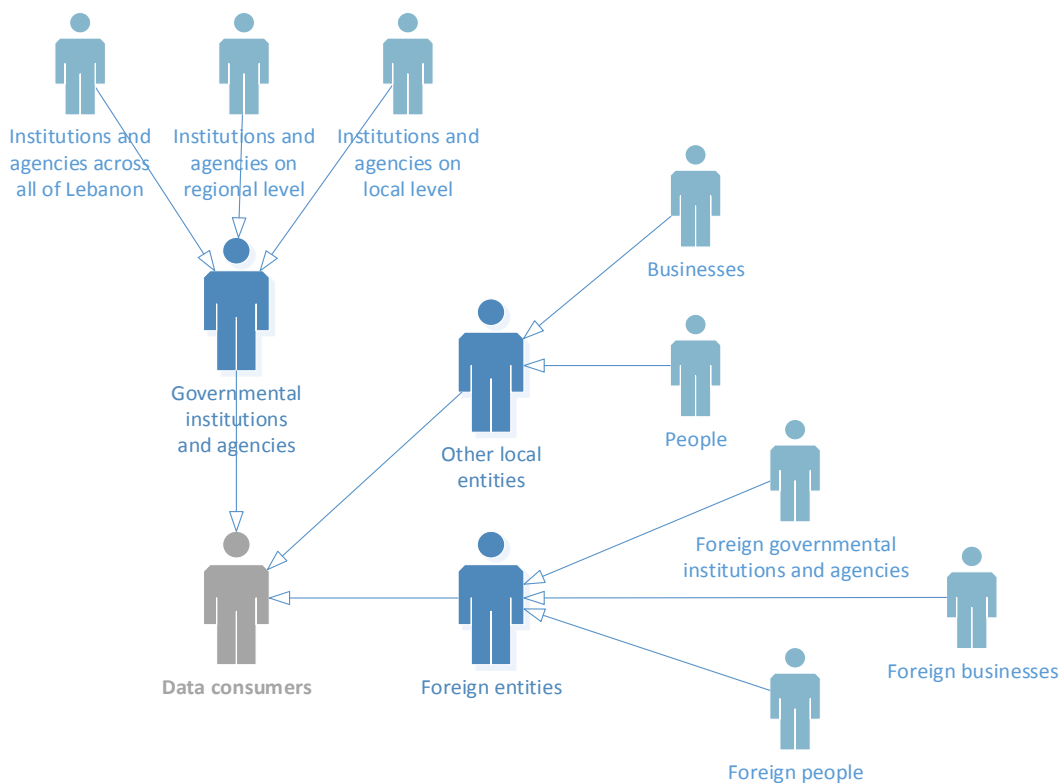 Institutions and
agencies across
all of Lebanon
Institutions and
agencies on
regional level
Institutions and
agencies on
local level
Businesses
Governmental
institutions
and agencies
People
Other local
entities
Foreign governmental
institutions and agencies
Foreign businesses
Data consumers
Foreign entities
Foreign people